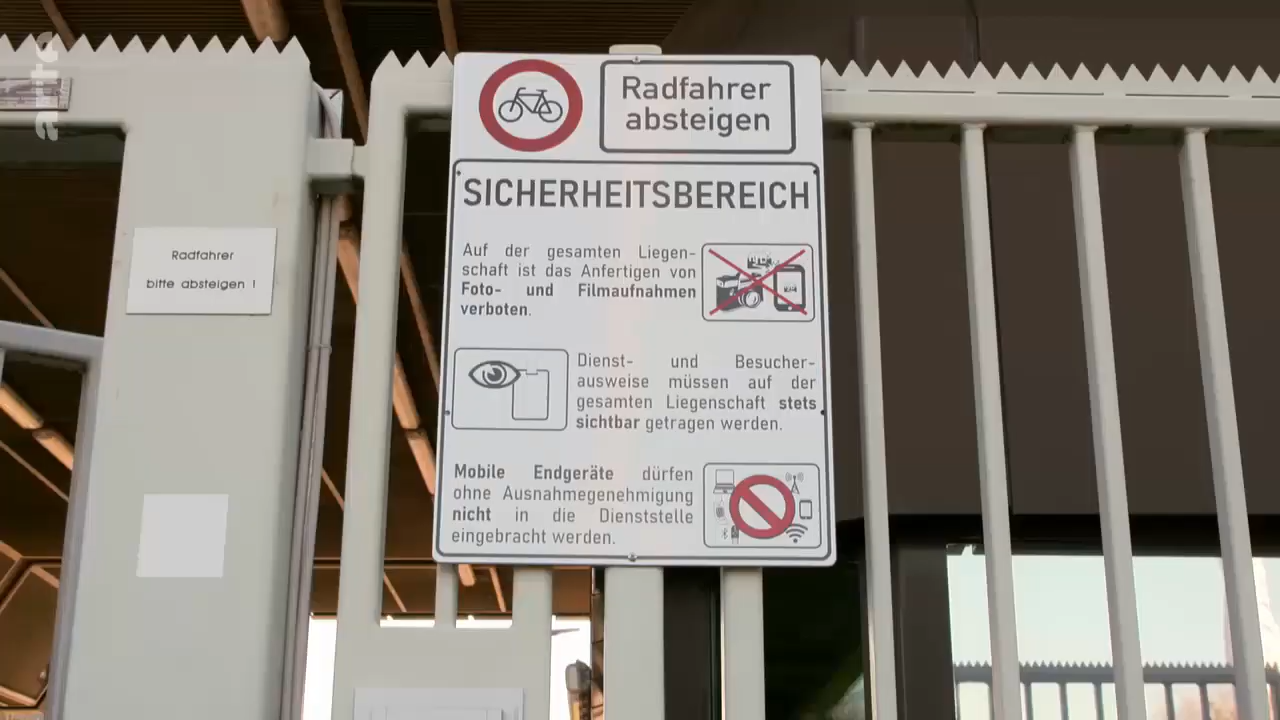 arte
Radfahrer
absteigen
Radfahrer
bitte absteigen !
SICHERHEITSBEREICH
Auf der gesamten Liegen-
schaft ist das Anfertigen von
Foto- und Filmaufnahmen
verboten.
Dienst- und Besucher-
ausweise müssen auf der
gesamten Liegenschaft stets
sichtbar getragen werden.
Mobile Endgeräte dürfen
ohne Ausnahmegenehmigung
nicht in die Dienststelle
eingebracht werden.